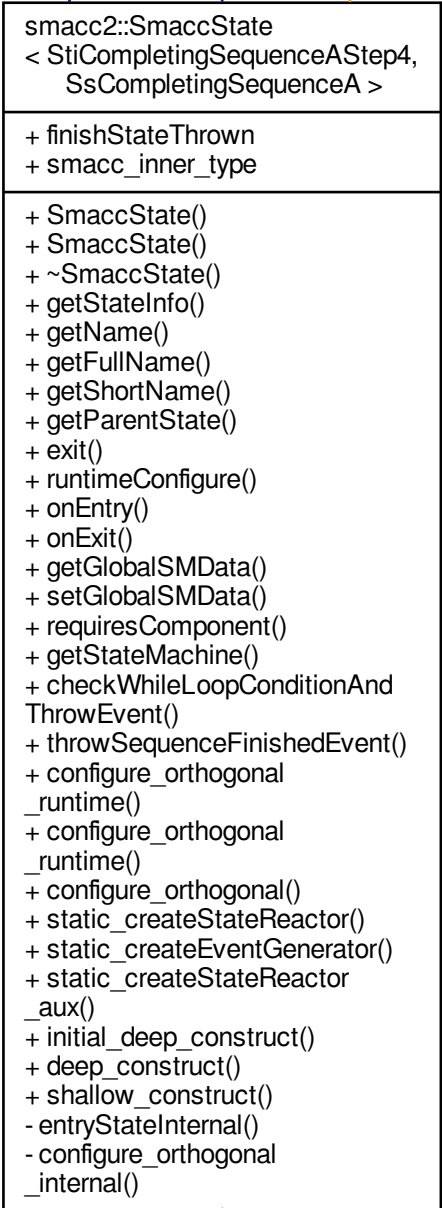 smacc2::SmaccState
< StiCompletingSequenceAStep4,
SsCompletingSequenceA >
+ finishStateThrown
+ smacc_inner_type
+ SmaccState()
+ SmaccState()
+ ~SmaccState()
+ getStateInfo()
+ getName()
+ getFullName()
+ getShortName()
+ getParentState()
+ exit()
+ runtimeConfigure()
+ onEntry()
+ onExit()
+ getGlobalSMData()
+ setGlobalSMData()
+ requiresComponent()
+ getStateMachine()
+ checkWhileLoopConditionAnd
ThrowEvent()
+ throwSequenceFinishedEvent()
+ configure_orthogonal
_runtime()
+ configure_orthogonal
_runtime()
+ configure_orthogonal()
+ static_createStateReactor()
+ static_createEventGenerator()
+ static_createStateReactor
_aux()
+ initial_deep_construct()
+ deep_construct()
+ shallow_construct()
- entryStateInternal()
- configure_orthogonal
_internal()